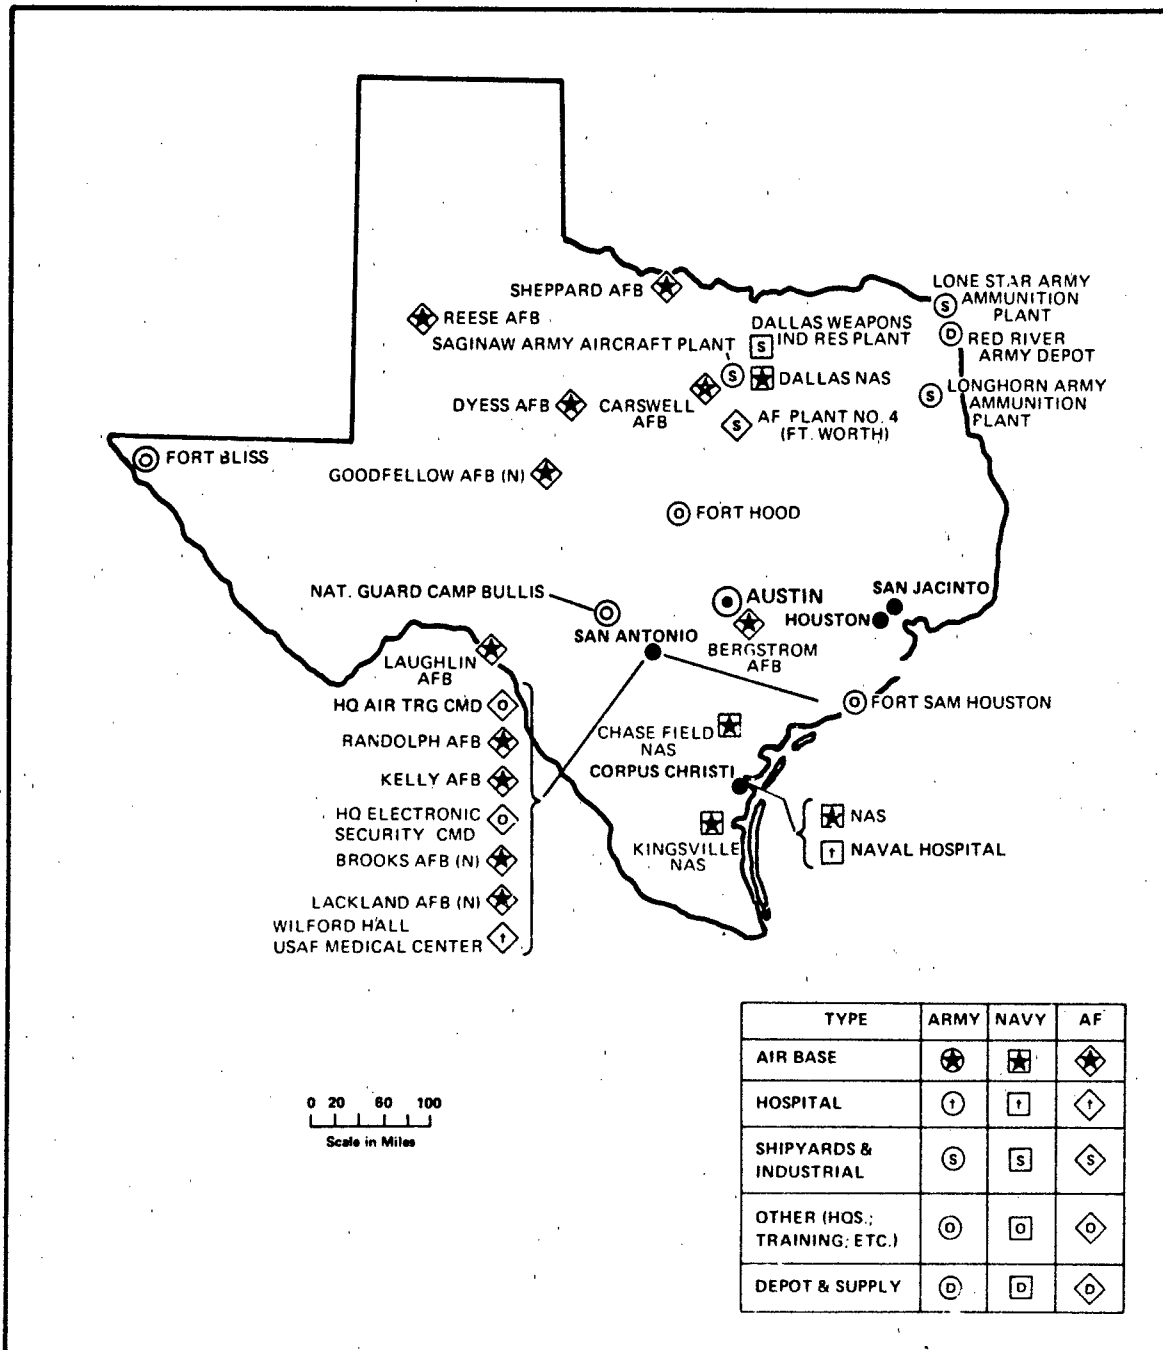 SHEPPARD AFB
REESE AFB
SAGINAW ARMY AIRCRAFT PLANT
DALLAS WEAPONS
IND RES PLANT
S
S
DALLAS NAS
LONE STAR ARMY
AMMUNITION
PLANT
S
D
RED RIVER
ARMY DEPOT
S
LONGHORN ARMY
AMMUNITION
PLANT
DYESS AFB
CARSWELL
AFB
S
AF PLANT NO. 4
(FT. WORTH)
O
FORT BLISS
GOODFELLOW AFB (N)
O
FORT HOOD
NAT. GUARD CAMP BULLIS
O
AUSTIN
SAN JACINTO
HOUSTON
SAN ANTONIO
BERGSTROM
AFB
LAUGHLIN
AFB
HQ AIR TRG CMD
O
O
FORT SAM HOUSTON
RANDOLPH AFB
CHASE FIELD
NAS
KELLY AFB
CORPUS CHRISTI
HQ ELECTRONIC
SECURITY CMD
O
NAS
KINGSVILLE
NAS
†
NAVAL HOSPITAL
BROOKS AFB (N)
LACKLAND AFB (N)
WILFORD HALL
USAF MEDICAL CENTER
†
TYPE ARMY NAVY AF
AIR BASE
HOSPITAL † † †
SHIPYARDS &
INDUSTRIAL S S S
OTHER (HQS.;
TRAINING; ETC.) O O O
DEPOT & SUPPLY D D D
0 20 60 100
Scale in Miles